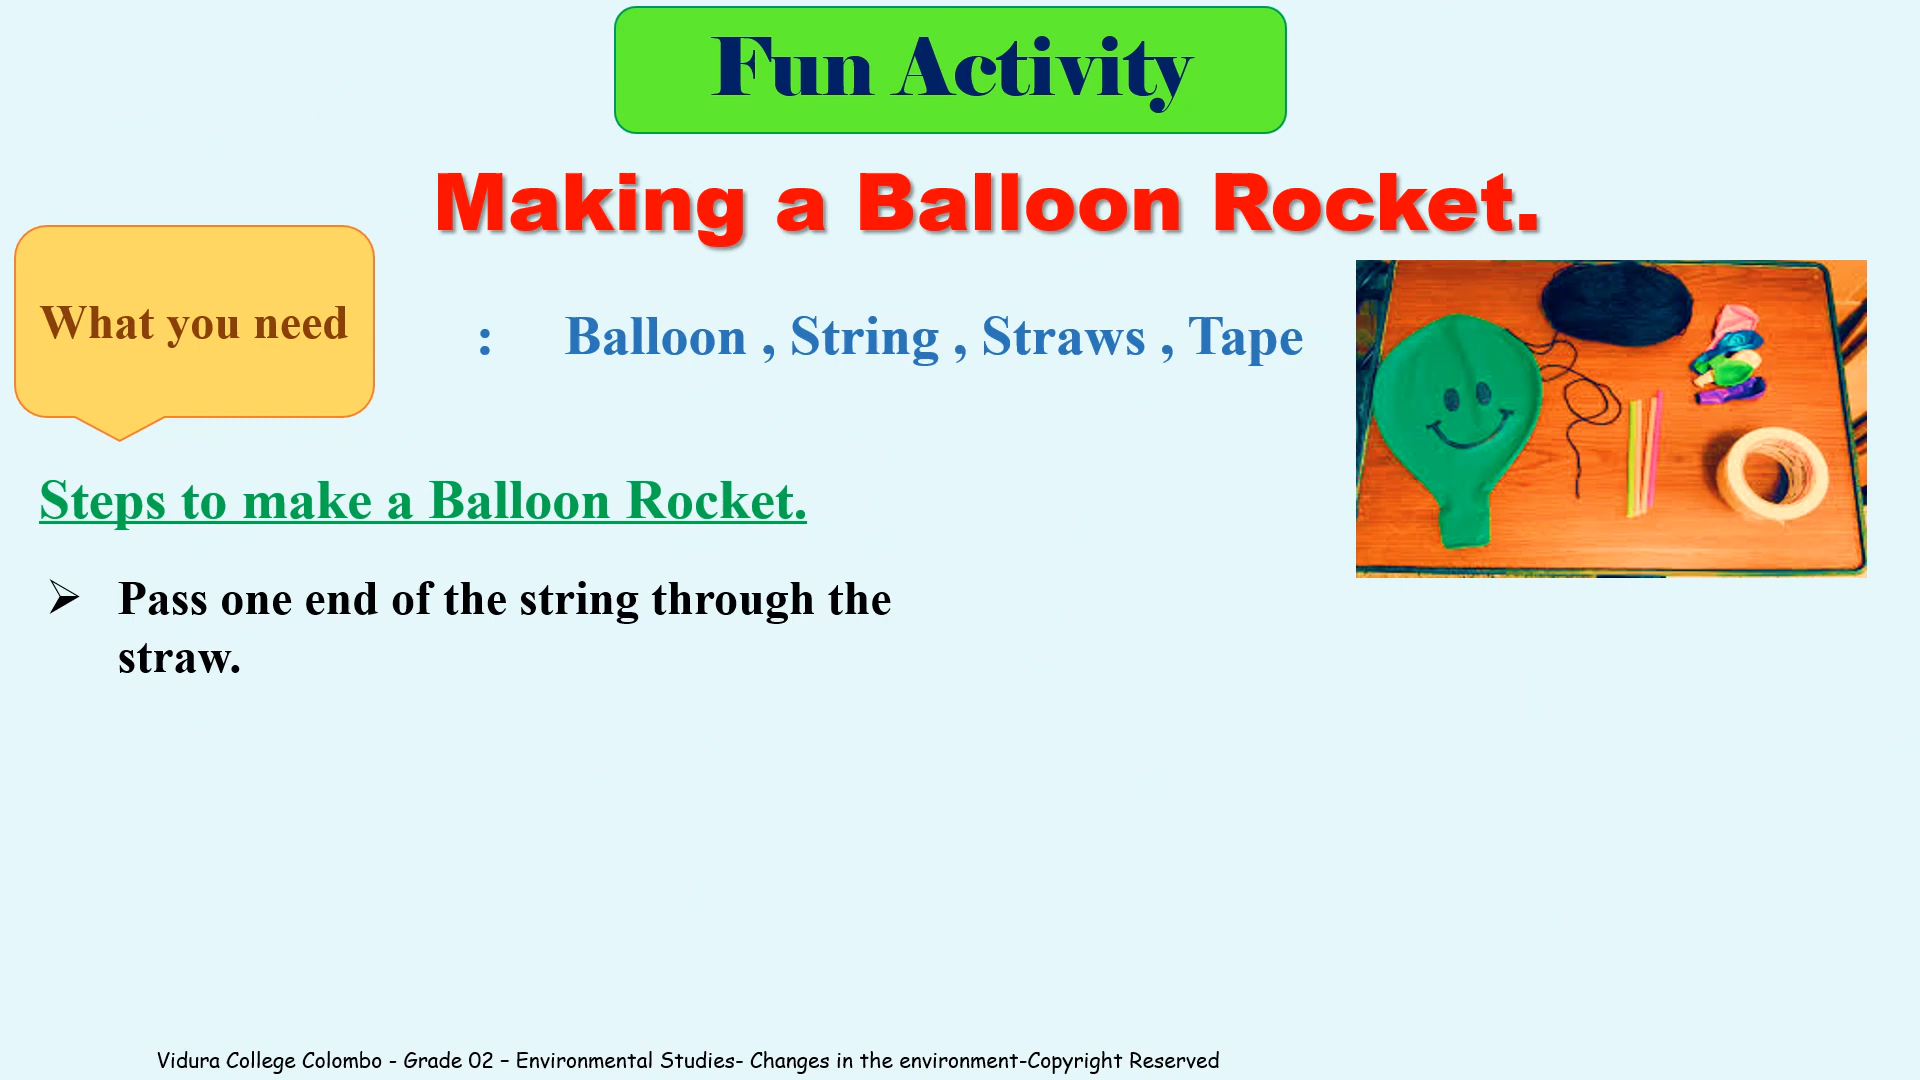 Fun Activity
Making a Balloon Rocket.
What you need
: Balloon , String , Straws , Tape
Steps to make a Balloon Rocket.
➢ Pass one end of the string through the
straw.
Vidura College Colombo - Grade 02 – Environmental Studies- Changes in the environment-Copyright Reserved